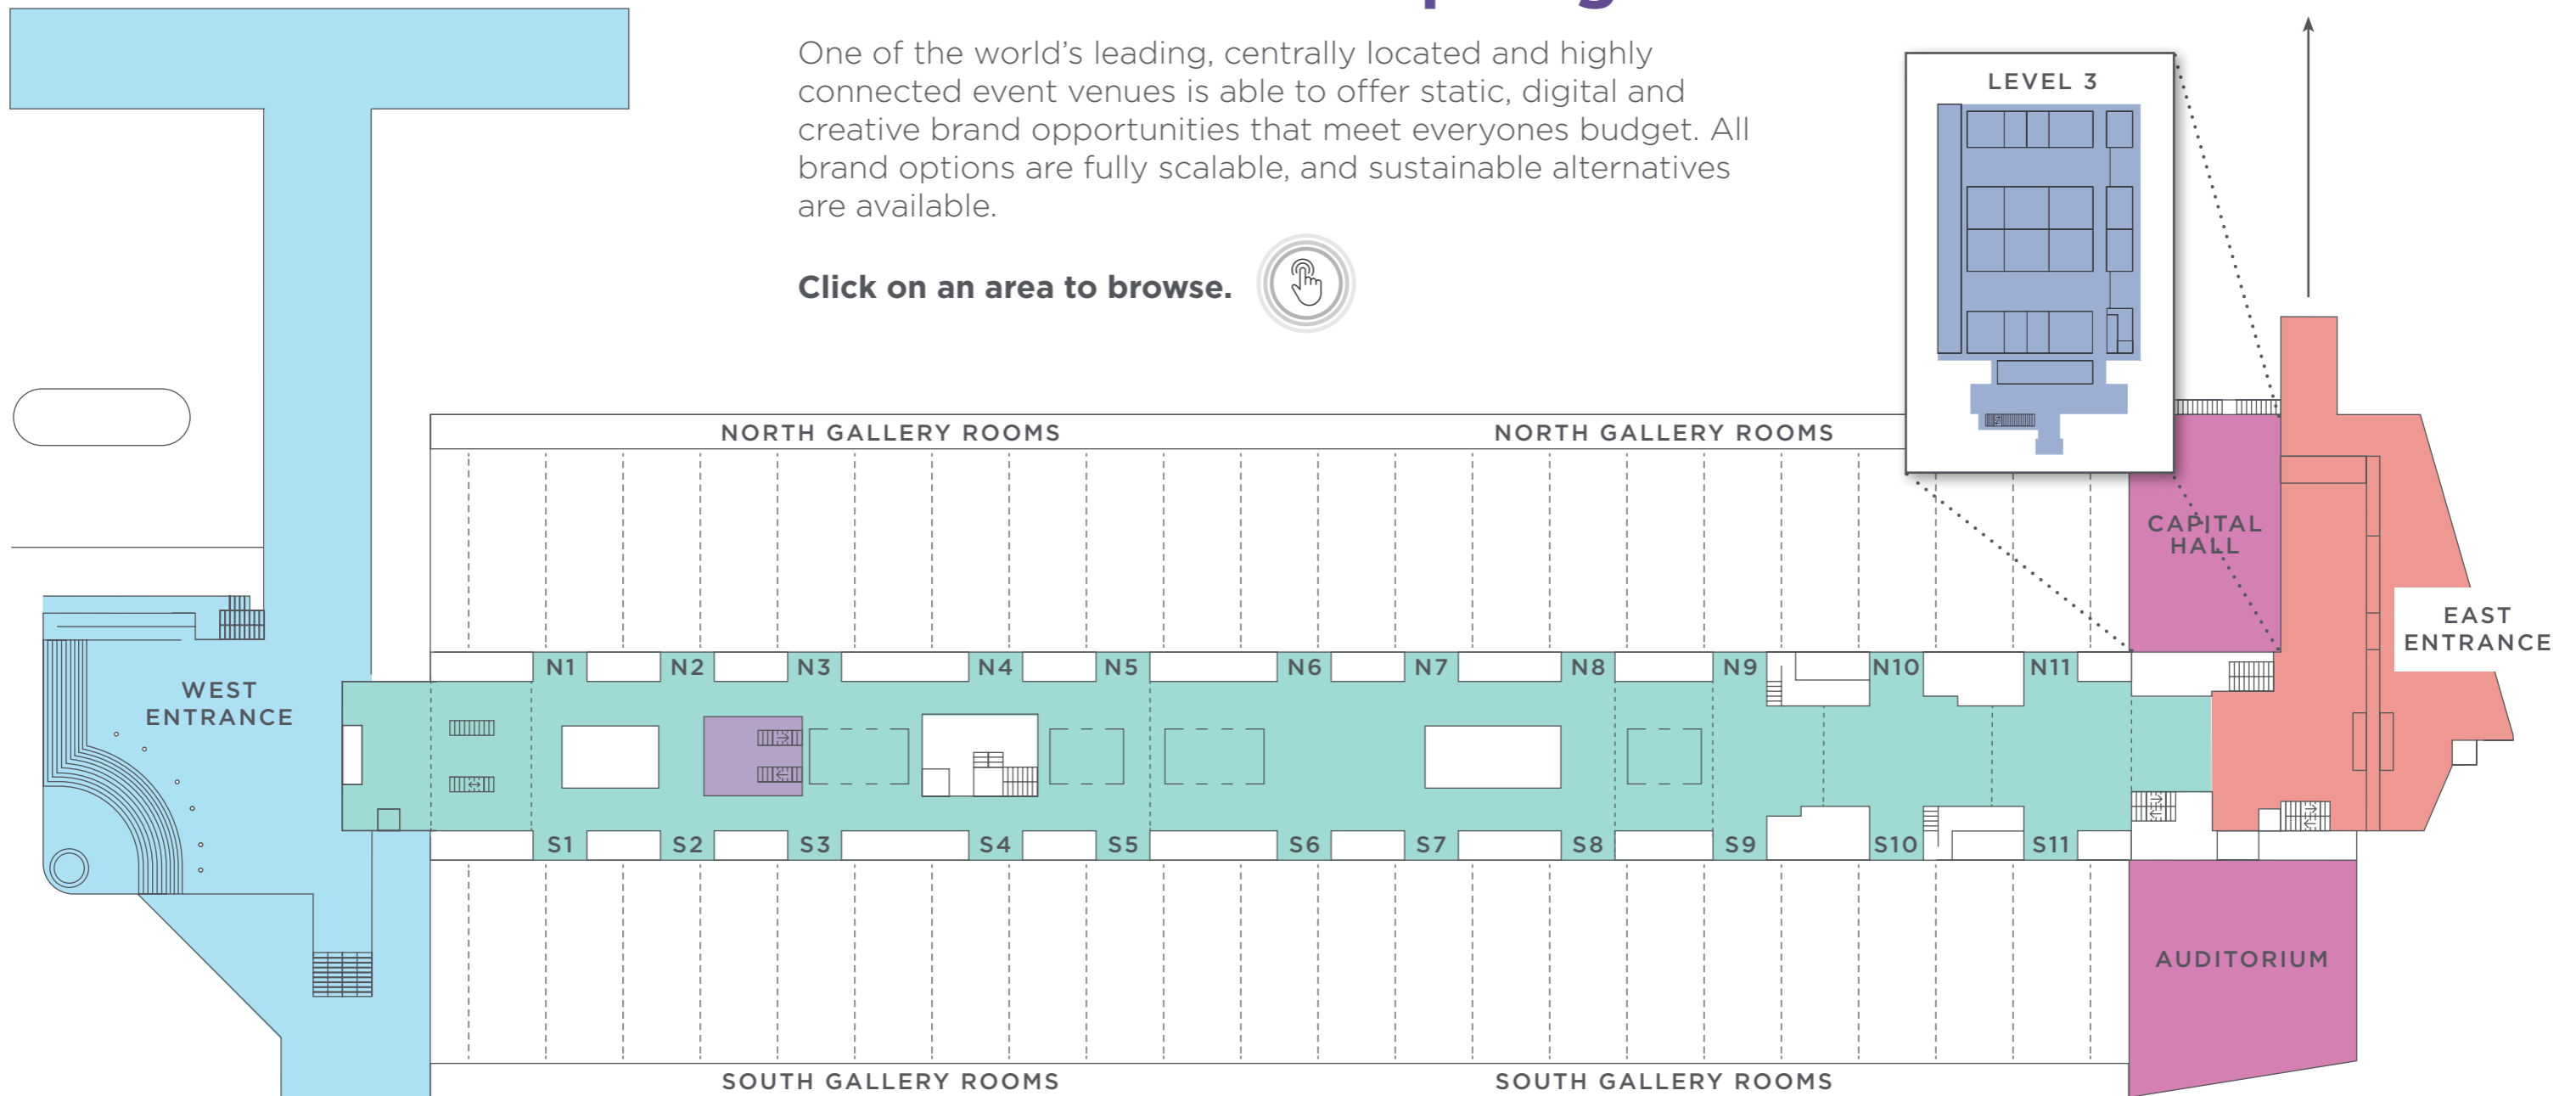 One of the world's leading, centrally located and highly
connected event venues is able to offer static, digital and
creative brand opportunities that meet everyones budget. All
brand options are fully scalable, and sustainable alternatives
are available.
Click on an area to browse.
LEVEL 3
NORTH GALLERY ROOMS
NORTH GALLERY ROOMS
CAPITAL
HALL
EAST
ENTRANCE
WEST
ENTRANCE
N1 N2 N3 N4 N5 N6 N7 N8 N9 N10 N11
S1 S2 S3 S4 S5 S6 S7 S8 S9 S10 S11
AUDITORIUM
SOUTH GALLERY ROOMS
SOUTH GALLERY ROOMS